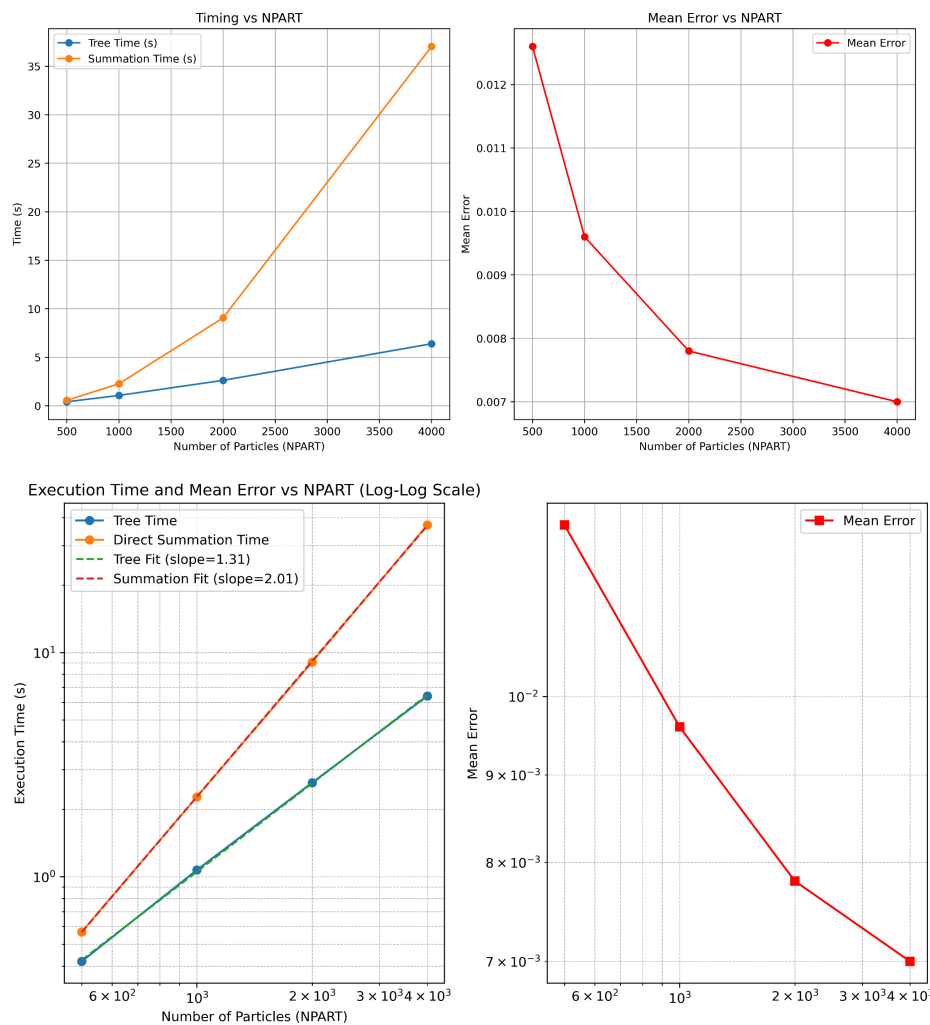 Timing vs NPART
Tree Time (s)
Summation Time (s)
Time (s)
35
30
25
20
15
10
5
0
500 1000 1500 2000 2500 3000 3500 4000
Number of Particles (NPART)
Mean Error vs NPART
Mean Error
Mean Error
0.012
0.011
0.010
0.009
0.008
0.007
500 1000 1500 2000 2500 3000 3500 4000
Number of Particles (NPART)
Execution Time and Mean Error vs NPART (Log-Log Scale)
Tree Time
Direct Summation Time
Tree Fit (slope=1.31)
Summation Fit (slope=2.01)
Execution Time (s)
10¹
10⁰
6 × 10² 10³ 2 × 10³ 3 × 10³ 4 × 10³
Number of Particles (NPART)
Mean Error
Mean Error
10⁻²
9 × 10⁻³
8 × 10⁻³
7 × 10⁻³
6 × 10² 10³ 2 × 10³ 3 × 10³ 4 ×